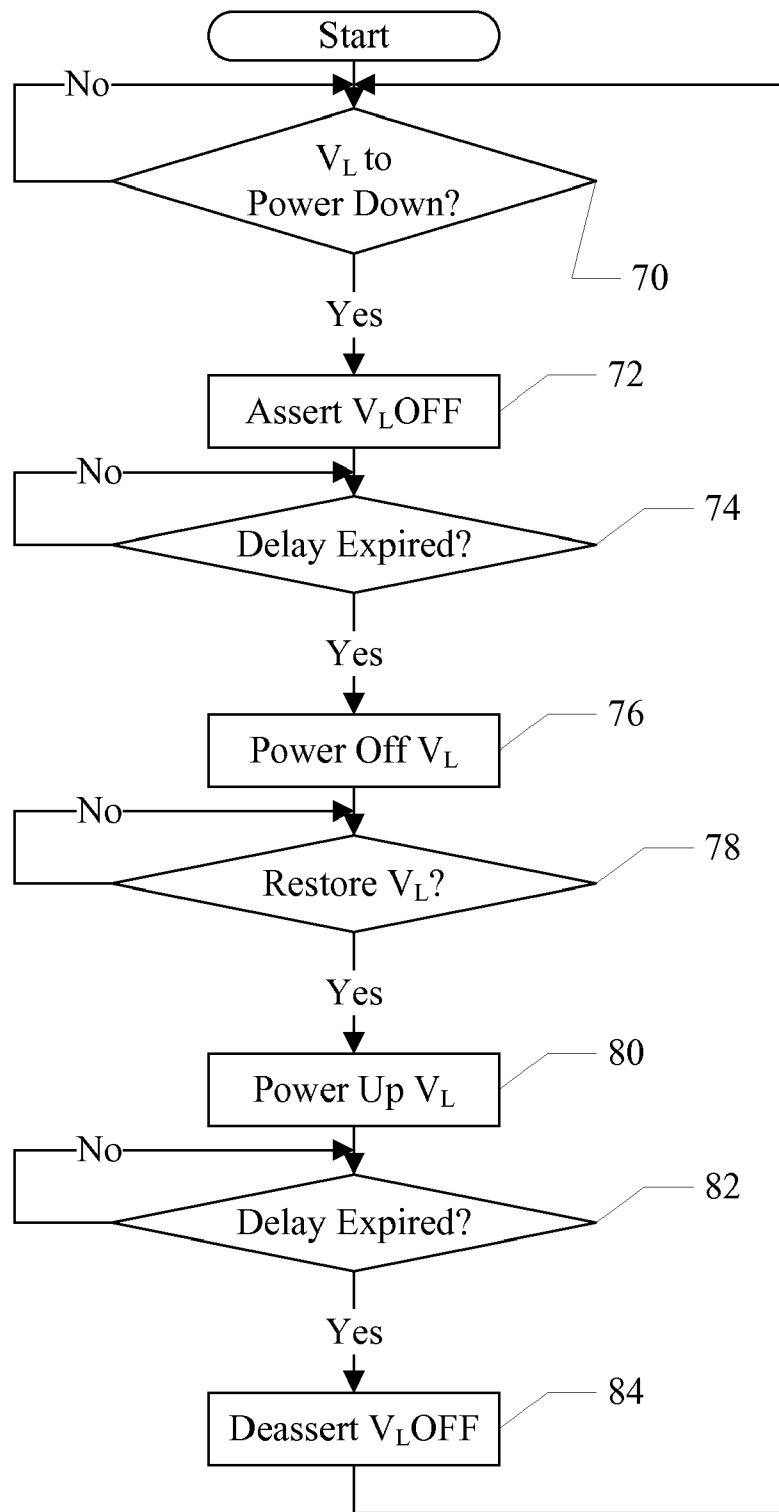 Start
No
V_L to
Power Down?
70
Yes
72
Assert V_LOFF
No
74
Delay Expired?
Yes
76
Power Off V_L
No
78
Restore V_L?
Yes
80
Power Up V_L
No
82
Delay Expired?
Yes
84
Deassert V_LOFF